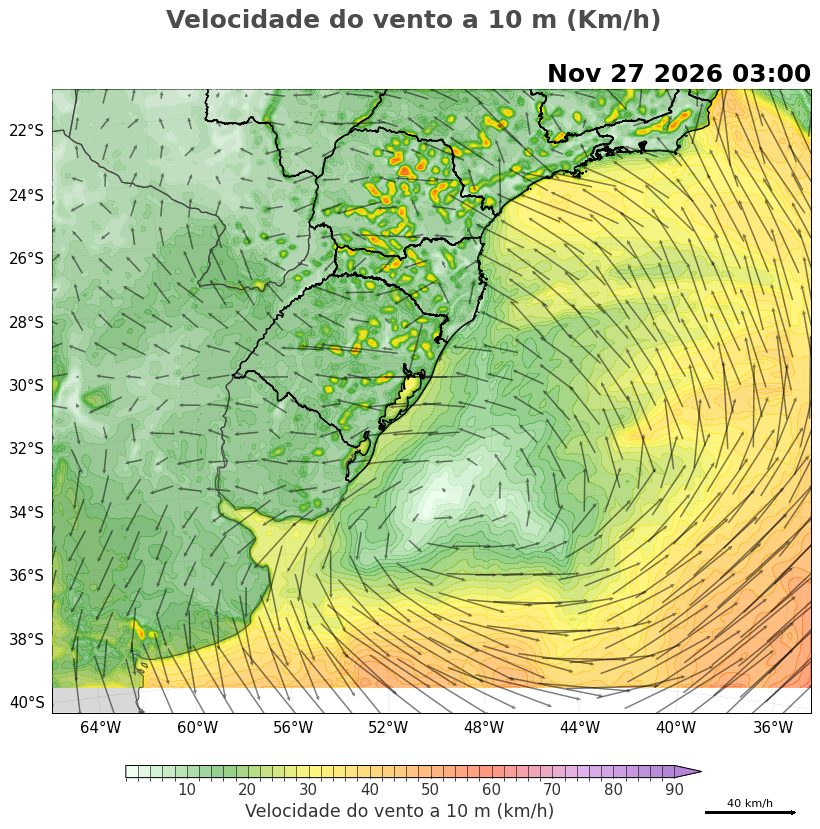 Velocidade do vento a 10 m (Km/h)
Nov 27 2026 03:00
22°S
24°S
26°S
28°S
30°S
32°S
34°S
36°S
38°S
40°S
64°W 60°W 56°W 52°W 48°W 44°W 40°W 36°W
10 20 30 40 50 60 70 80 90
Velocidade do vento a 10 m (km/h)
40 km/h